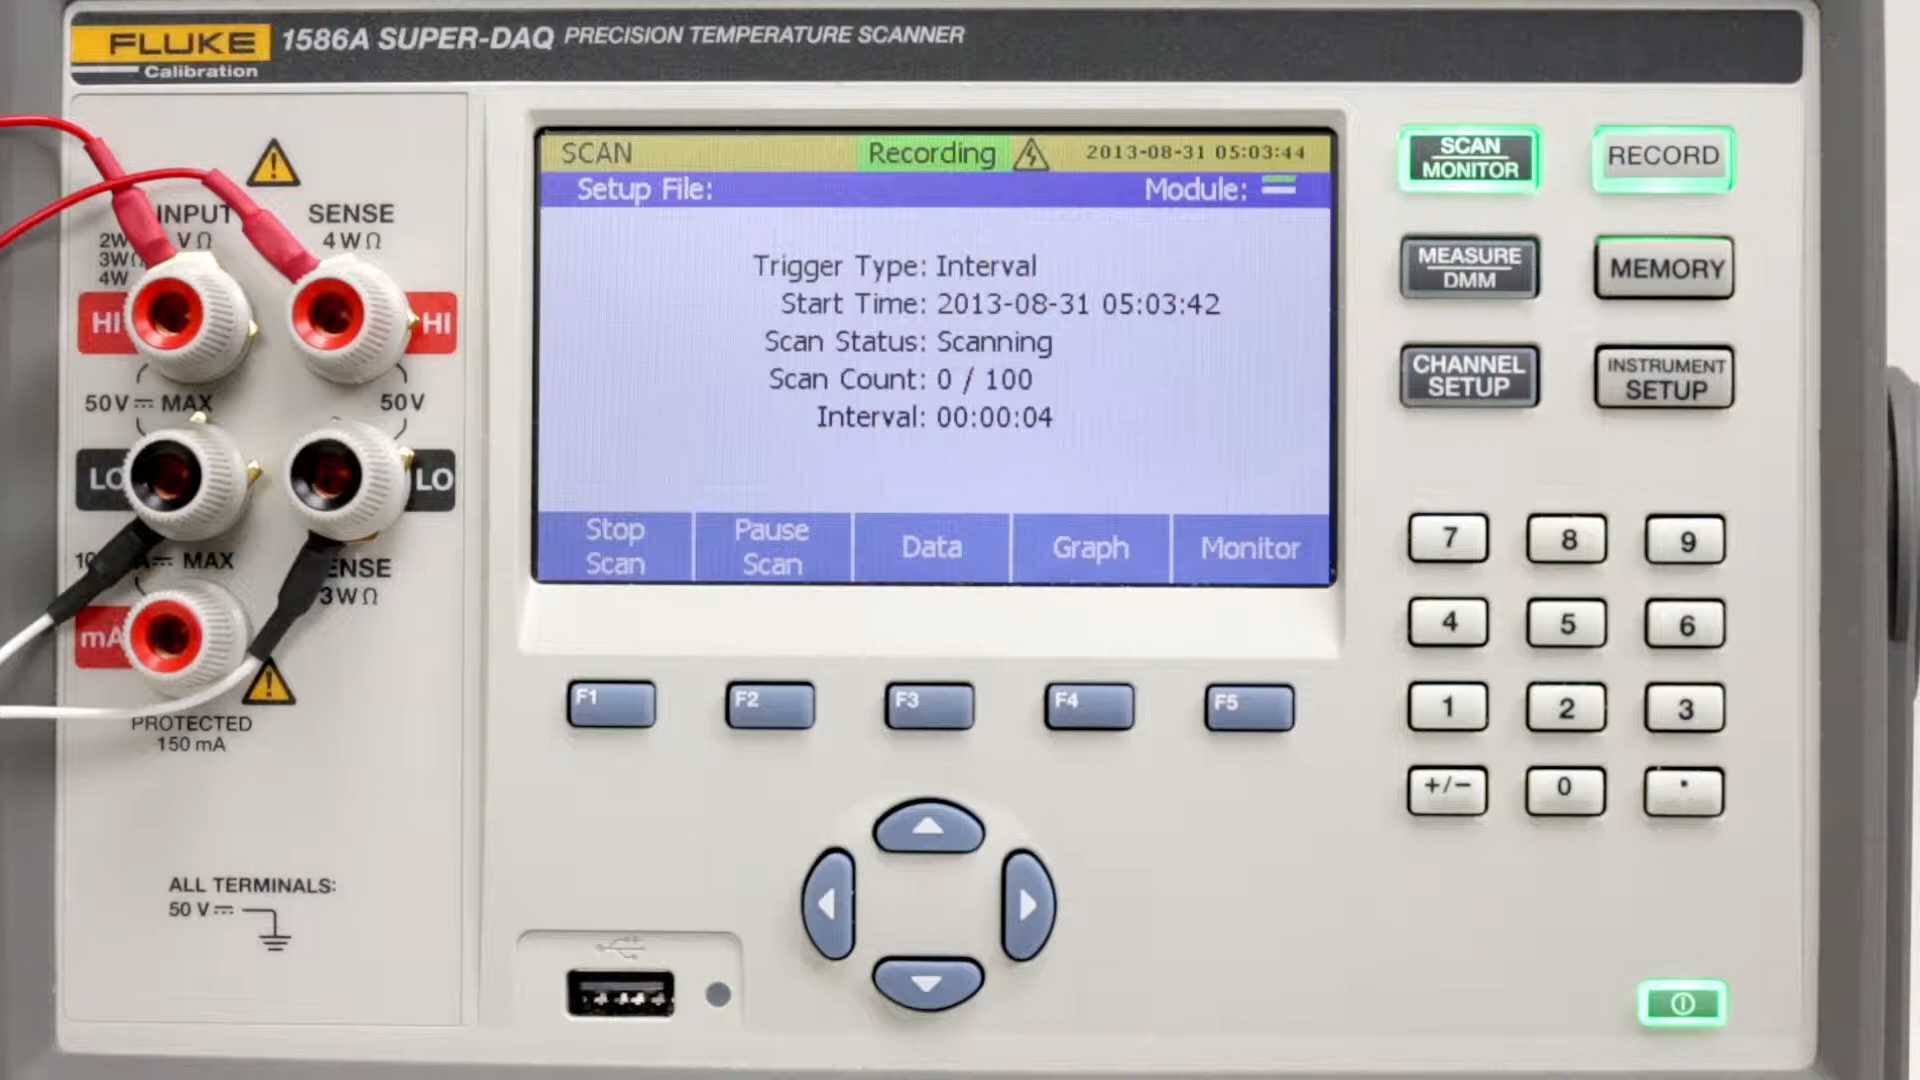 FLUKE
Calibration
1586A SUPER-DAQ PRECISION TEMPERATURE SCANNER
INPUT
VΩ
SENSE
4WΩ
HI
HI
50V⎓ MAX
50V
LO
LO
MAX
3WΩ
mA
PROTECTED
150 mA
ALL TERMINALS:
50 V⎓
SCAN
Recording
2013-08-31 05:03:44
Setup File:
Module:
Trigger Type: Interval
Start Time: 2013-08-31 05:03:42
Scan Status: Scanning
Scan Count: 0 / 100
Interval: 00:00:04
Stop
Scan
Pause
Scan
Data
Graph
Monitor
F1
F2
F3
F4
F5
SCAN
MONITOR
RECORD
MEASURE
DMM
MEMORY
CHANNEL
SETUP
INSTRUMENT
SETUP
7
8
9
4
5
6
1
2
3
+/−
0
.